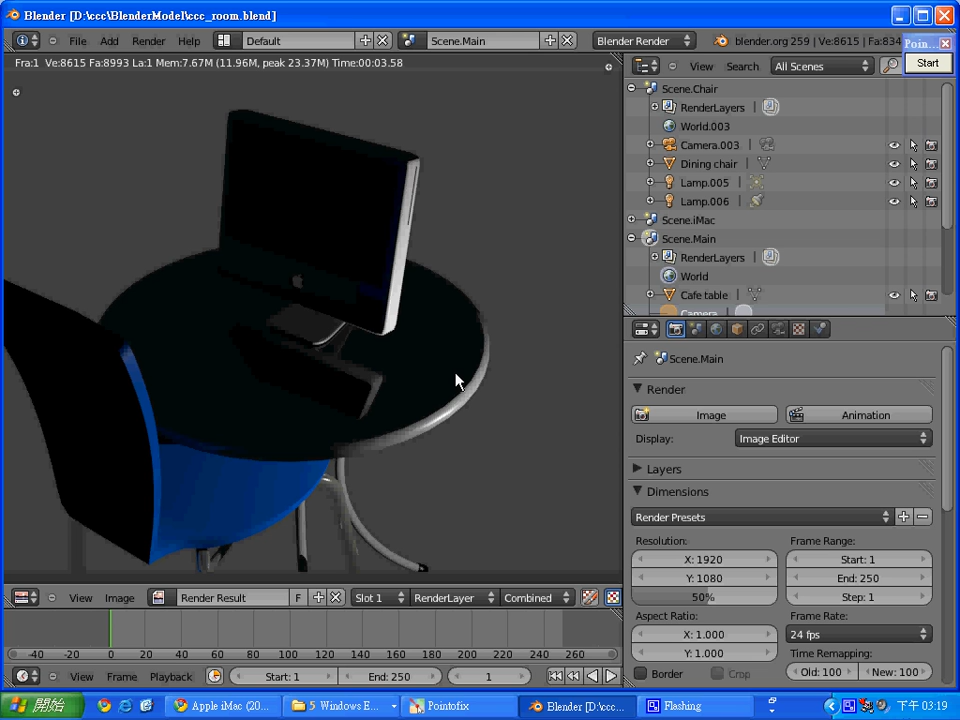 Blender [D:\ccc\BlenderModel\ccc_room.blend]
File Add Render Help Default Scene.Main Blender Render blender.org 259 | Ve:8615 | Fa:834
Poin...
Start
Fra:1 Ve:8615 Fa:8993 La:1 Mem:7.67M (11.96M, peak 23.37M) Time:00:03.58
View Search All Scenes
Scene.Chair
RenderLayers
World.003
Camera.003
Dining chair
Lamp.005
Lamp.006
Scene.iMac
Scene.Main
RenderLayers
World
Cafe table
Camera
Scene.Main
Render
Image Animation
Display: Image Editor
Layers
Dimensions
Render Presets
Resolution: Frame Range:
X: 1920 Start: 1
Y: 1080 End: 250
50% Step: 1
Aspect Ratio: Frame Rate:
X: 1.000 24 fps
Y: 1.000 Time Remapping:
Border Crop Old: 100 New: 100
View Image Render Result F Slot 1 RenderLayer Combined
-40 -20 0 20 40 60 80 100 120 140 160 180 200 220 240 260
View Frame Playback Start: 1 End: 250 1
開始 Apple iMac (20... 5 Windows E... Pointofix Blender [D:\ccc... Flashing 下午 03:19